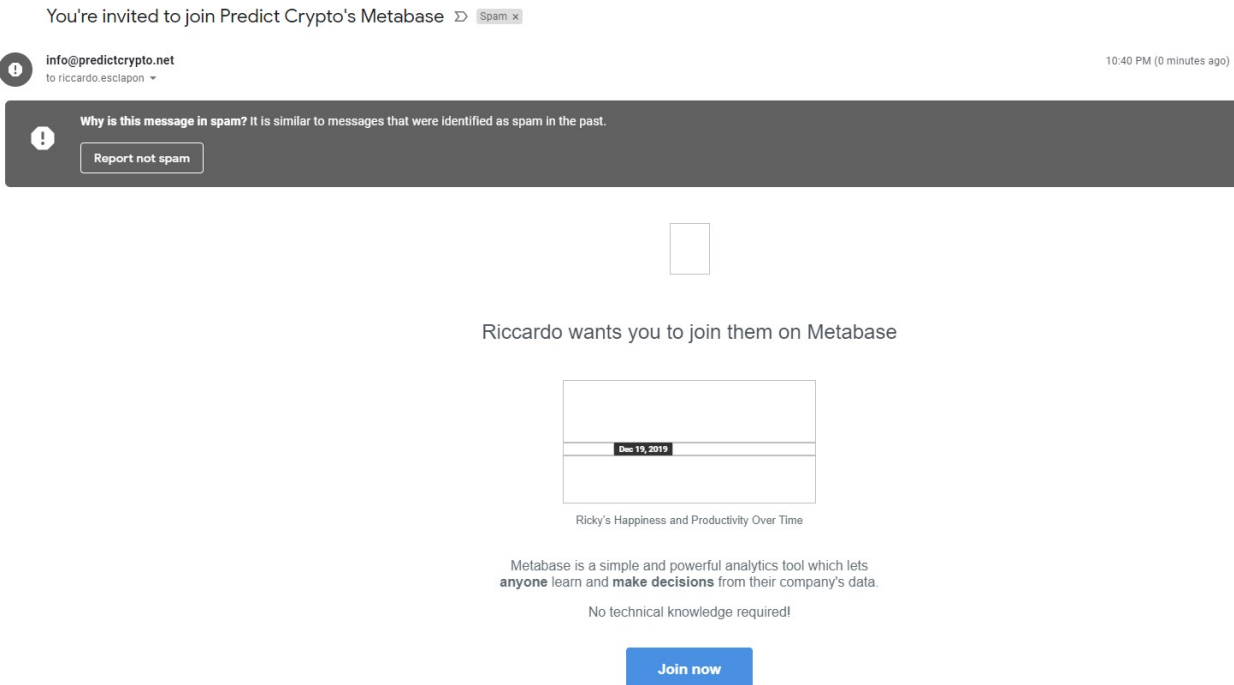 You're invited to join Predict Crypto's Metabase Spam x
info@predictcrypto.net
10:40 PM (0 minutes ago)
to riccardo.esclapon
Why is this message in spam? It is similar to messages that were identified as spam in the past.
Report not spam
Riccardo wants you to join them on Metabase
Dec 19, 2019
Ricky's Happiness and Productivity Over Time
Metabase is a simple and powerful analytics tool which lets
anyone learn and make decisions from their company's data.
No technical knowledge required!
Join now